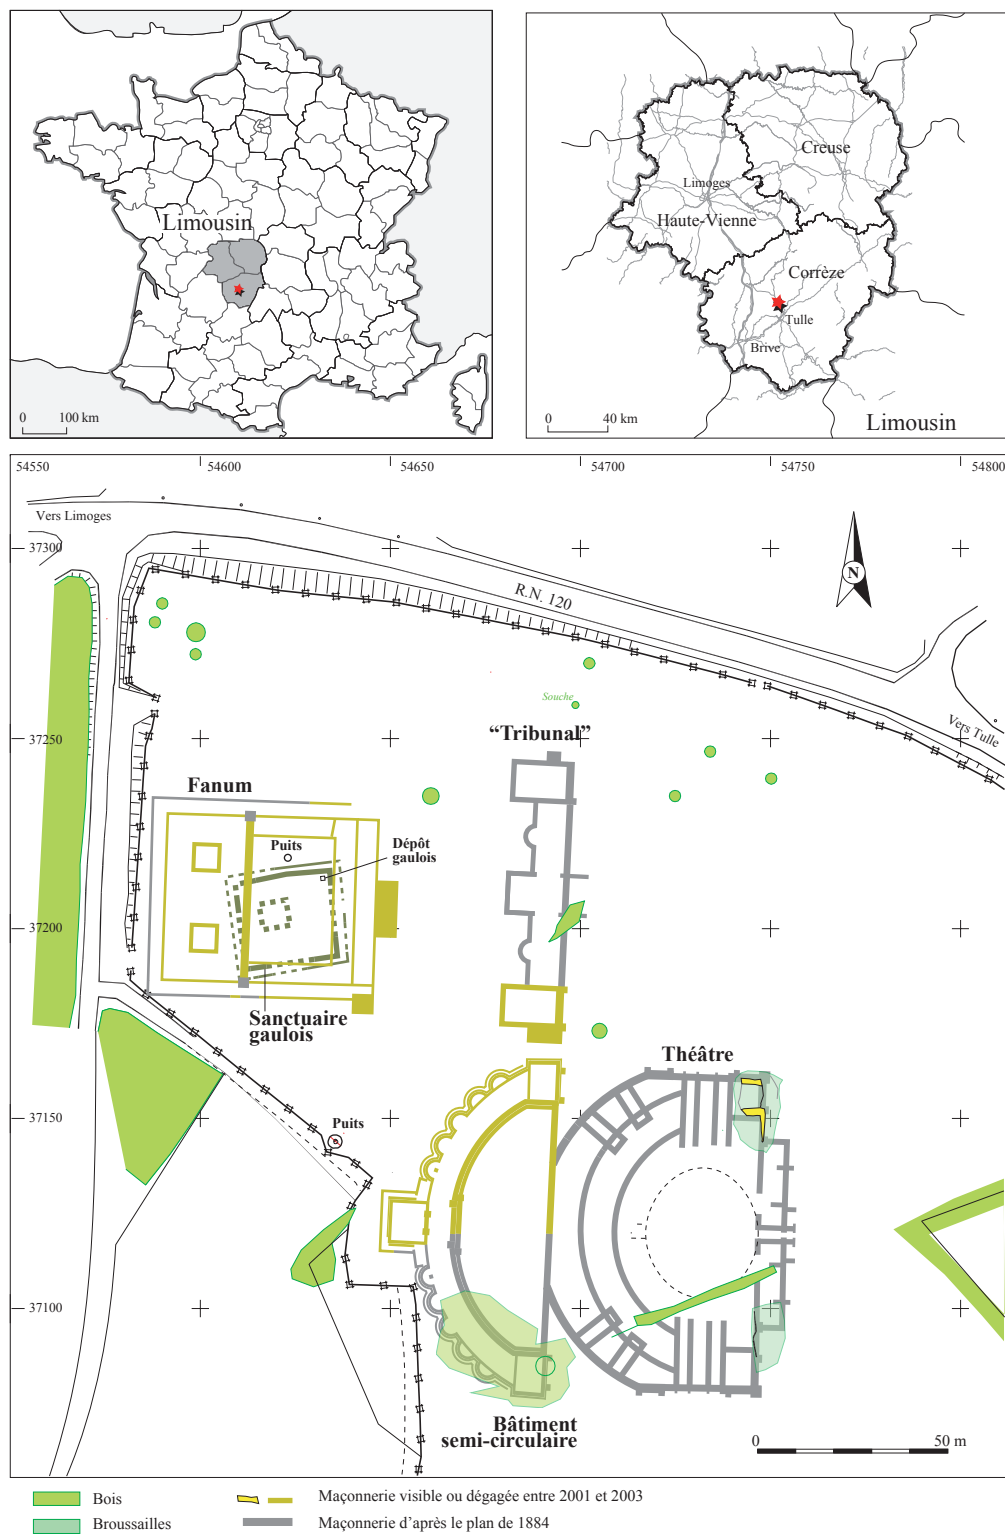 Limousin
0 100 km
Creuse
Limoges
Haute-Vienne
Corrèze
Tulle
Brive
0 40 km
Limousin
54550 54600 54650 54700 54750 54800
Vers Limoges
37300
N
R.N. 120
Souche
Vers Tulle
37250
“Tribunal”
Fanum
Puits
Dépôt
gaulois
37200
Sanctuaire
gaulois
Théâtre
37150
Puits
37100
Bâtiment
semi-circulaire
0 50 m
Bois
Maçonnerie visible ou dégagée entre 2001 et 2003
Broussailles
Maçonnerie d'après le plan de 1884